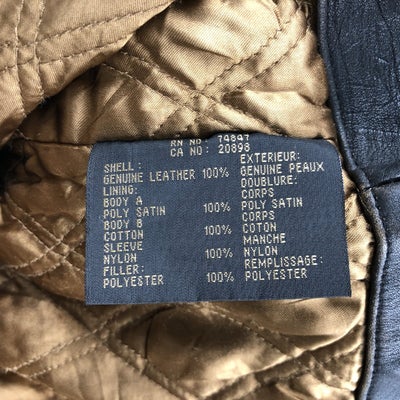 RN NO: 74847
CA NO: 20898
SHELL: EXTERIEUR:
GENUINE LEATHER 100% GENUINE PEAUX
LINING: DOUBLURE:
BODY A CORPS
POLY SATIN 100% POLY SATIN
BODY B CORPS
COTTON 100% COTON
SLEEVE MANCHE
NYLON 100% NYLON
FILLER: REMPLISSAGE:
POLYESTER 100% POLYESTER